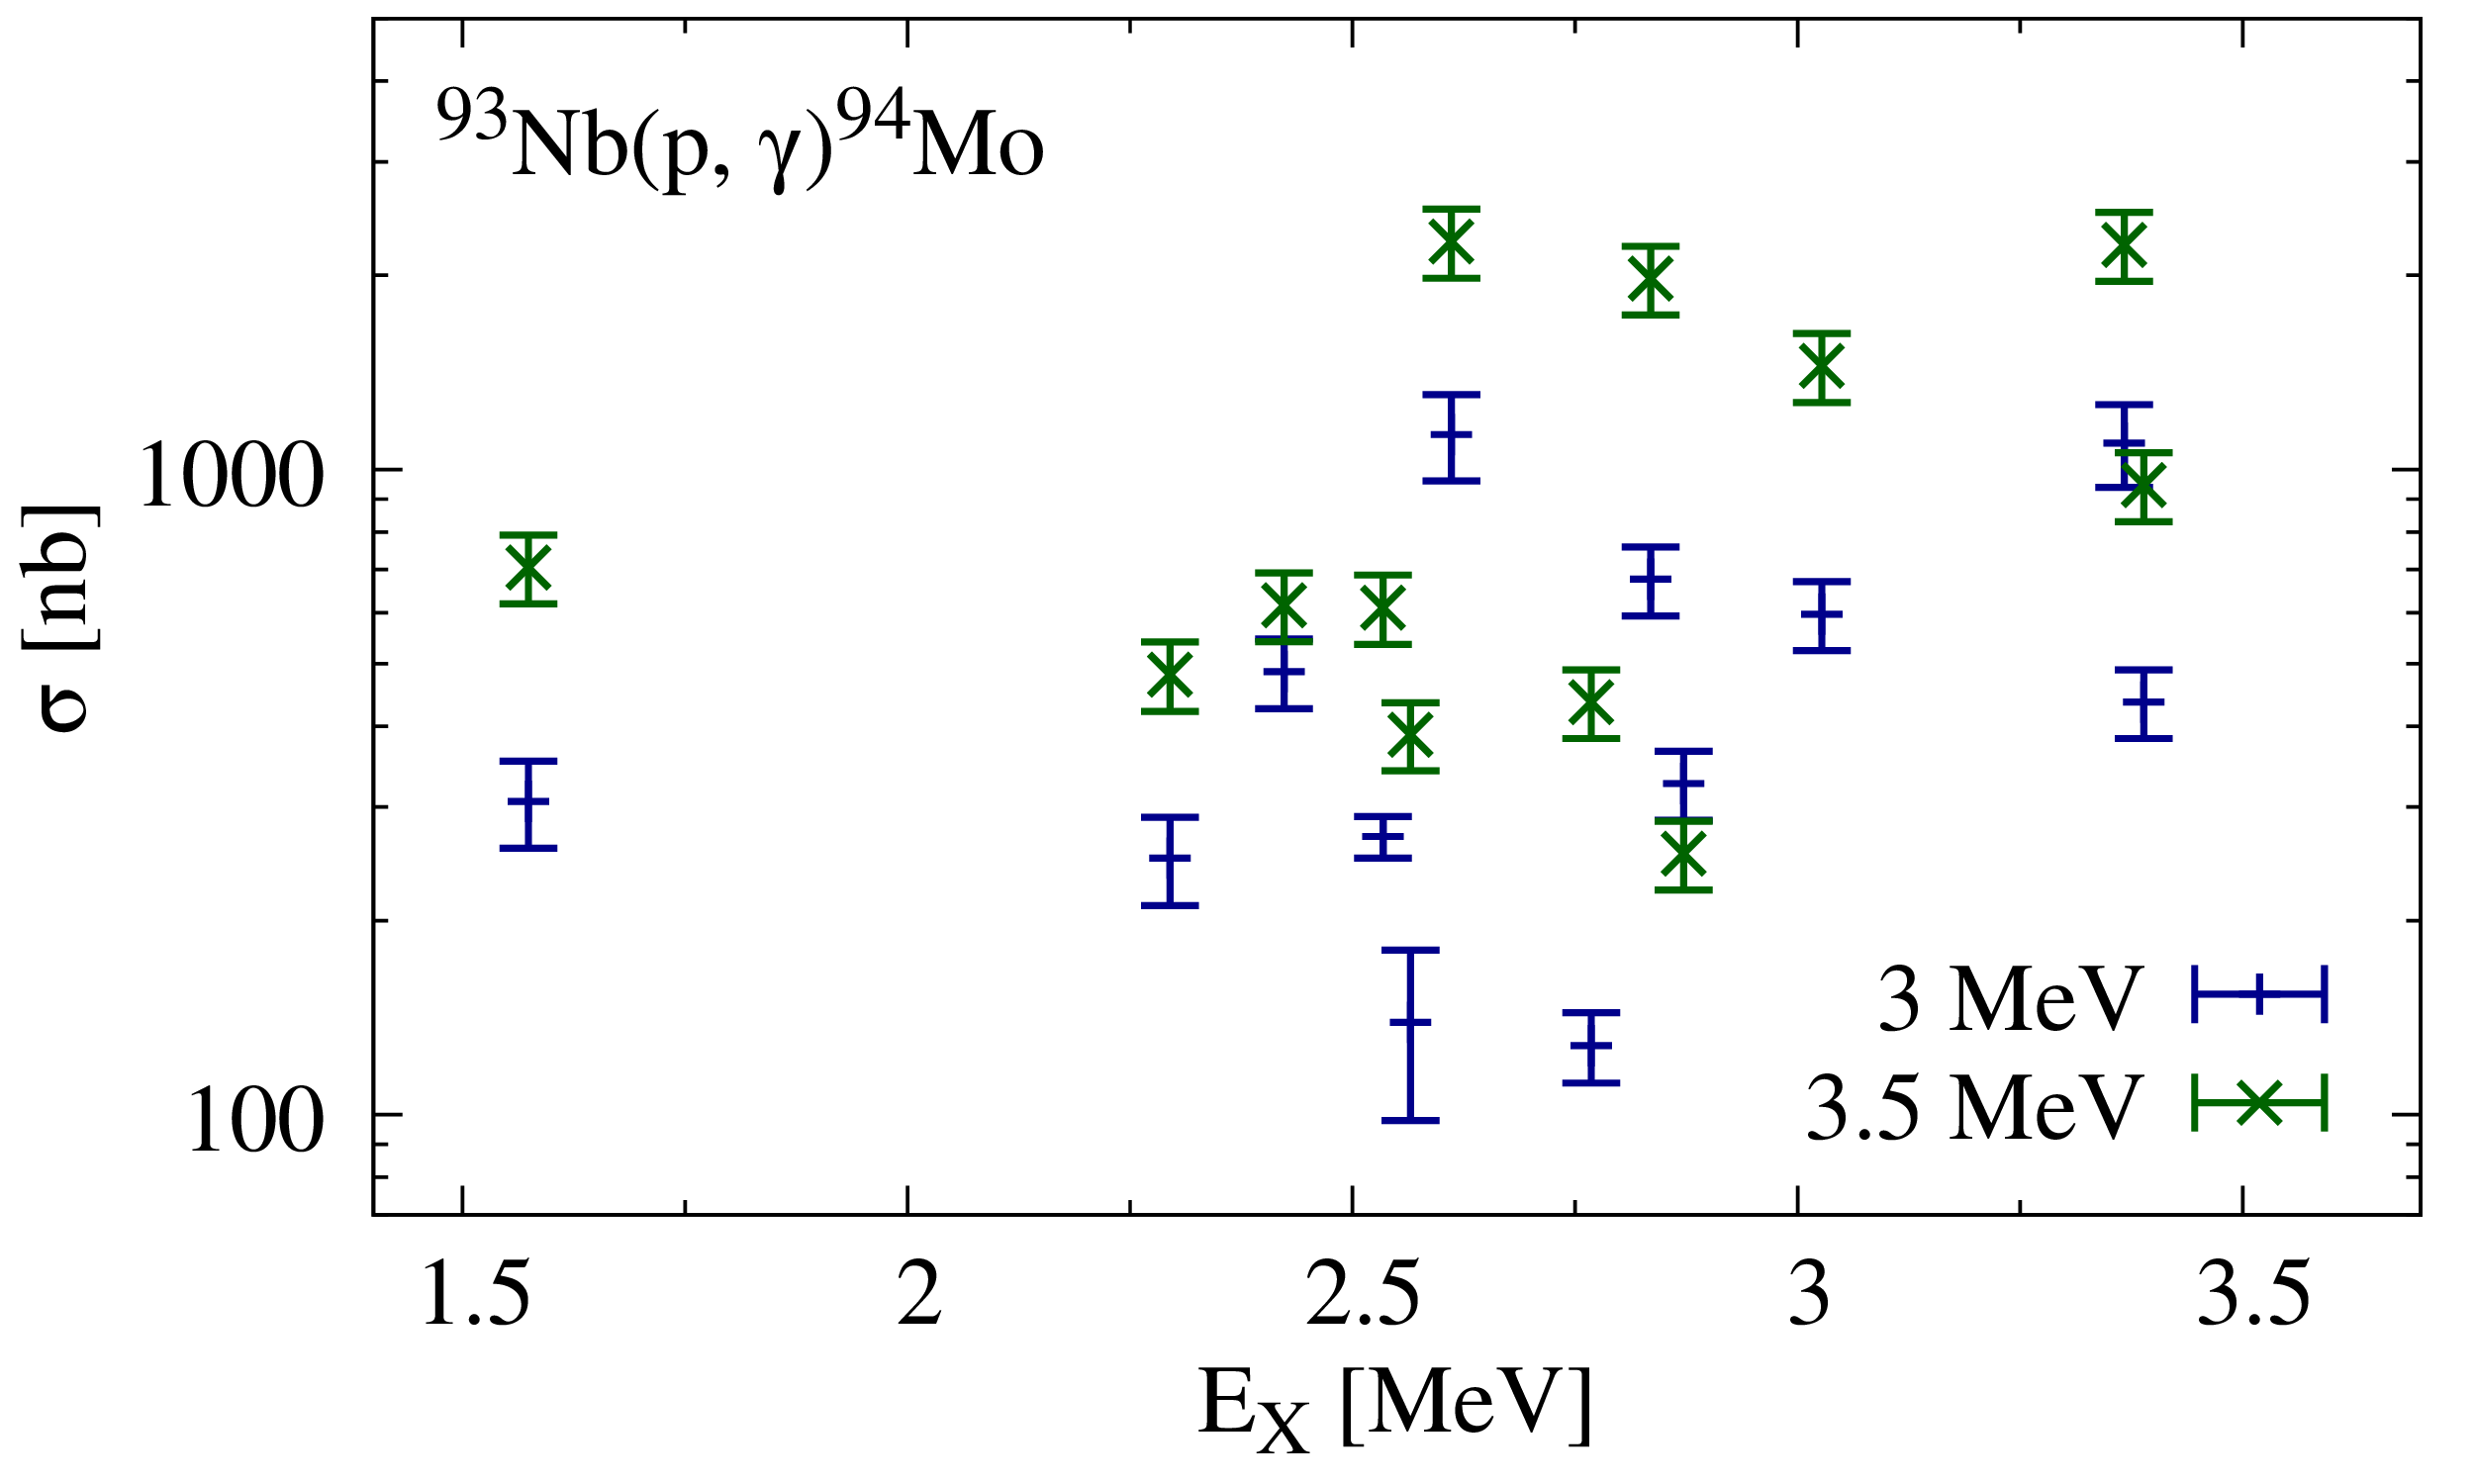 ⁹³Nb(p, γ)⁹⁴Mo
σ [nb]
1000
100
3 MeV
3.5 MeV
1.5 2 2.5 3 3.5
Eₓ [MeV]